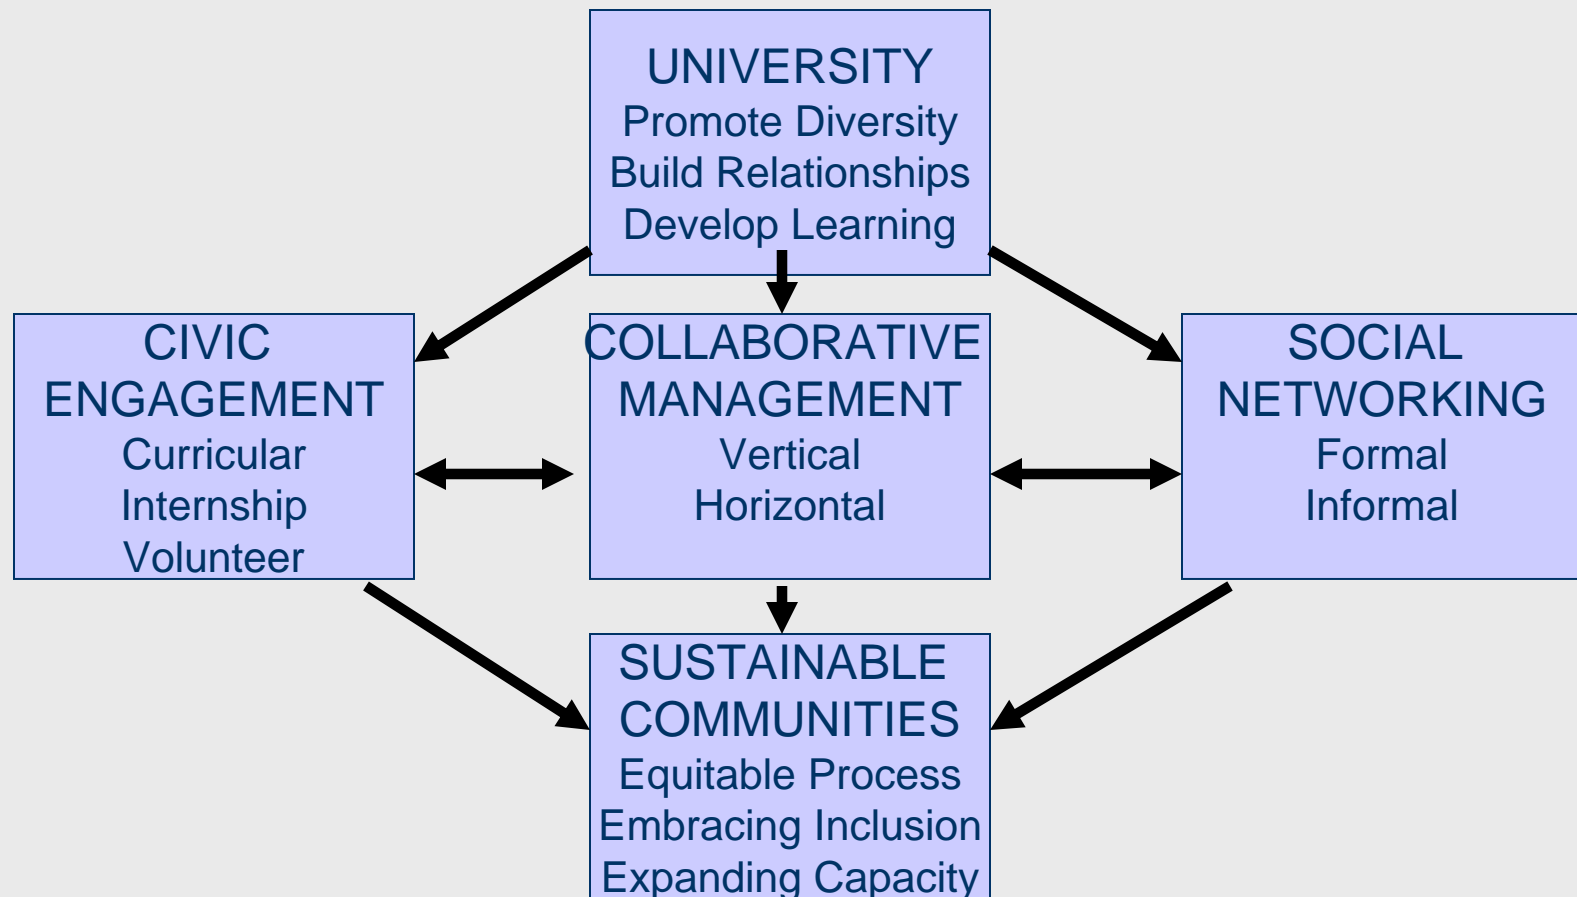 UNIVERSITY
Promote Diversity
Build Relationships
Develop Learning
CIVIC
ENGAGEMENT
Curricular
Internship
Volunteer
COLLABORATIVE
MANAGEMENT
Vertical
Horizontal
SOCIAL
NETWORKING
Formal
Informal
SUSTAINABLE
COMMUNITIES
Equitable Process
Embracing Inclusion
Expanding Capacity